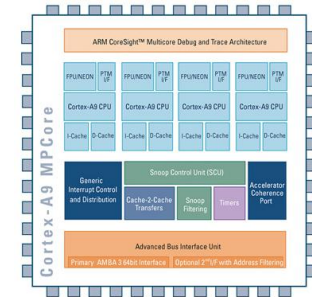 Cortex-A9 MPCore
ARM CoreSight™ Multicore Debug and Trace Architecture
FPU/NEON PTM I/F FPU/NEON PTM I/F FPU/NEON PTM I/F FPU/NEON PTM I/F
Cortex-A9 CPU Cortex-A9 CPU Cortex-A9 CPU Cortex-A9 CPU
I-Cache D-Cache I-Cache D-Cache I-Cache D-Cache I-Cache D-Cache
Generic
Interrupt Control
and Distribution
Snoop Control Unit (SCU)
Cache-2-Cache
Transfers
Snoop
Filtering
Timers
Accelerator
Coherence
Port
Advanced Bus Interface Unit
Primary AMBA 3 64bit Interface
Optional 2nd I/F with Address Filtering